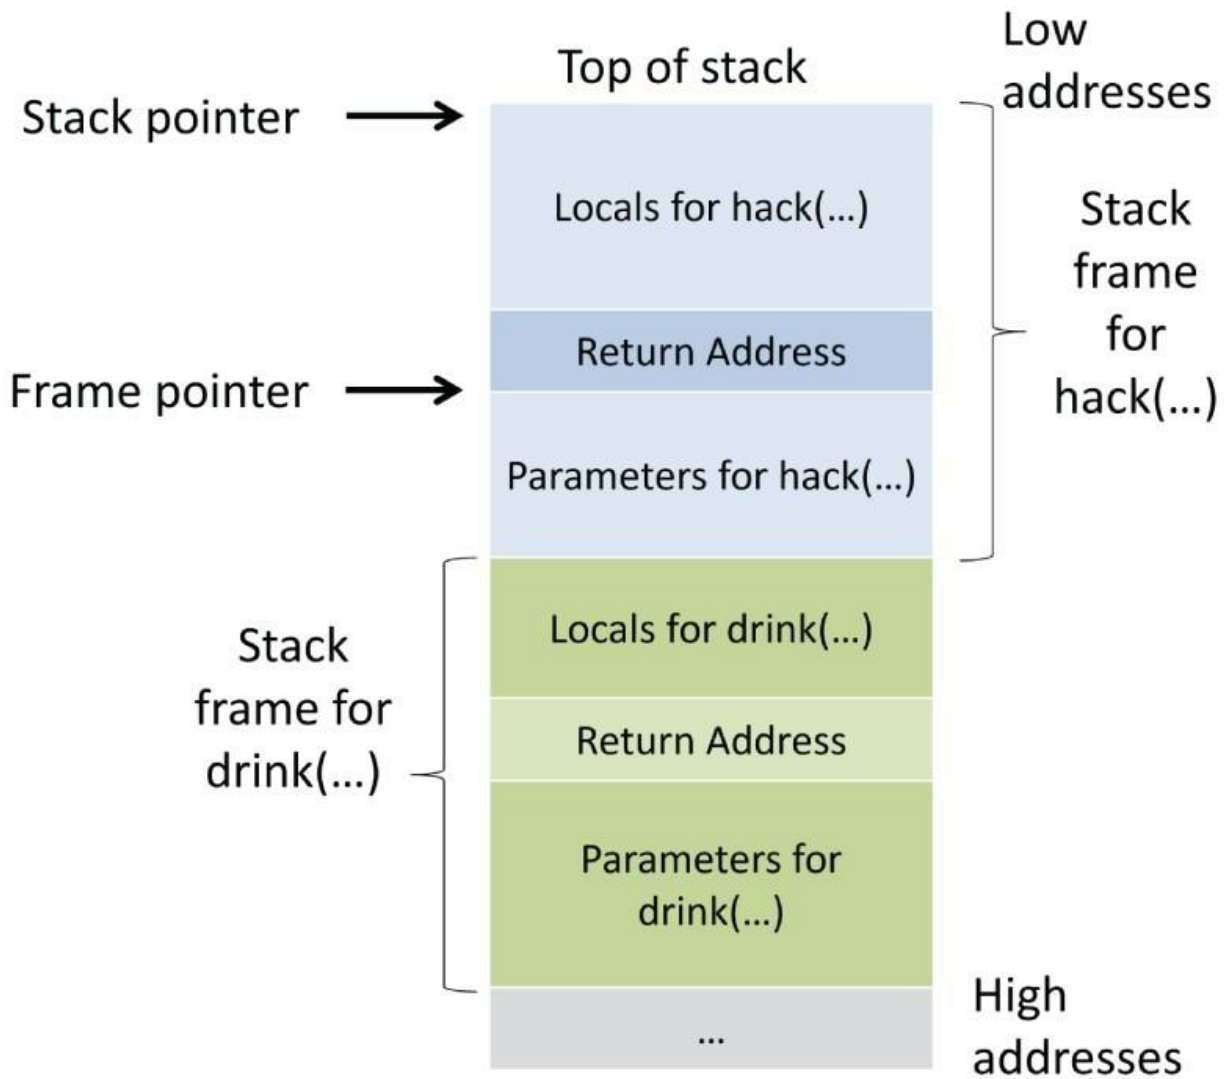 Low
addresses
Top of stack
Stack pointer
Locals for hack(...)
Stack
frame
for
hack(...)
Return Address
Frame pointer
Parameters for hack(...)
Locals for drink(...)
Stack
frame for
drink(...)
Return Address
Parameters for
drink(...)
High
addresses
...